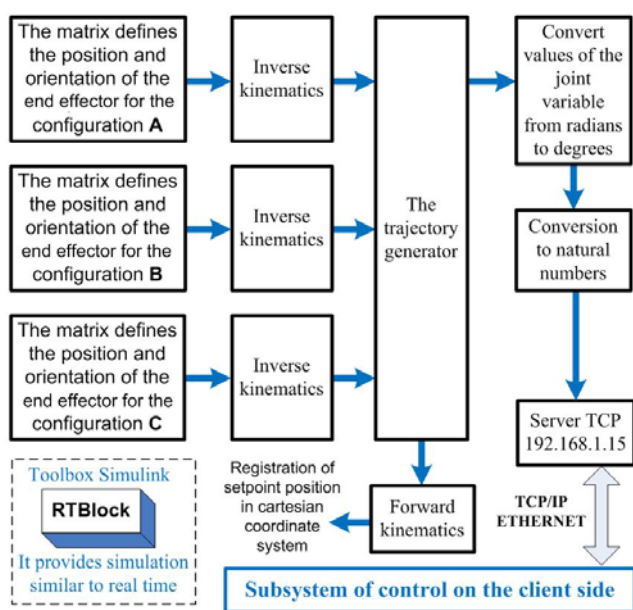 The matrix defines
the position and
orientation of the
end effector for the
configuration A
Inverse
kinematics
The matrix defines
the position and
orientation of the
end effector for the
configuration B
Inverse
kinematics
The matrix defines
the position and
orientation of the
end effector for the
configuration C
Inverse
kinematics
The
trajectory
generator
Convert
values of the
joint
variable
from radians
to degrees
Conversion
to natural
numbers
Server TCP
192.168.1.15
TCP/IP
ETHERNET
Forward
kinematics
Registration of
setpoint position
in cartesian
coordinate
system
Toolbox Simulink
RTBlock
It provides simulation
similar to real time
Subsystem of control on the client side